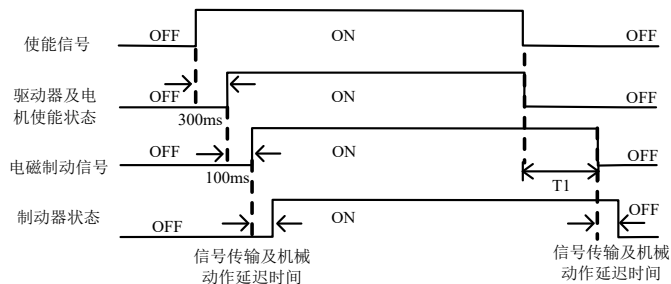 使能信号 OFF ON OFF
驱动器及电
机使能状态 OFF ON OFF
300ms
电磁制动信号 OFF ON OFF
100ms T1
制动器状态 OFF ON OFF
信号传输及机械
动作延迟时间
信号传输及机械
动作延迟时间